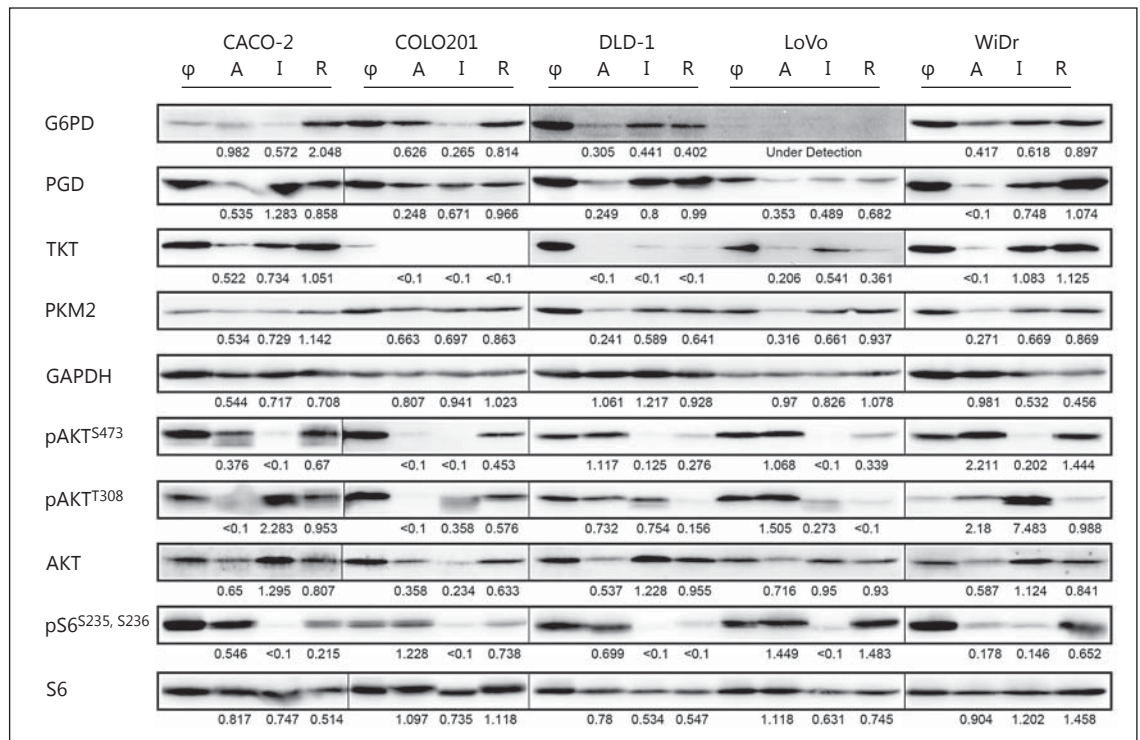 CACO-2 COLO201 DLD-1 LoVo WiDr
φ A I R φ A I R φ A I R φ A I R φ A I R
G6PD
0.982 0.572 2.048 0.626 0.265 0.814 0.305 0.441 0.402 Under Detection 0.417 0.618 0.897
PGD
0.535 1.283 0.858 0.248 0.671 0.966 0.249 0.8 0.99 0.353 0.489 0.682 <0.1 0.748 1.074
TKT
0.522 0.734 1.051 <0.1 <0.1 <0.1 <0.1 <0.1 <0.1 0.206 0.541 0.361 <0.1 1.083 1.125
PKM2
0.534 0.729 1.142 0.663 0.697 0.863 0.241 0.589 0.641 0.316 0.661 0.937 0.271 0.669 0.869
GAPDH
0.544 0.717 0.708 0.807 0.941 1.023 1.061 1.217 0.928 0.97 0.826 1.078 0.981 0.532 0.456
pAKTS473
0.376 <0.1 0.67 <0.1 <0.1 0.453 1.117 0.125 0.276 1.068 <0.1 0.339 2.211 0.202 1.444
pAKTT308
<0.1 2.283 0.953 <0.1 0.358 0.576 0.732 0.754 0.156 1.505 0.273 <0.1 2.18 7.483 0.988
AKT
0.65 1.295 0.807 0.358 0.234 0.633 0.537 1.228 0.955 0.716 0.95 0.93 0.587 1.124 0.841
pS6S235, S236
0.546 <0.1 0.215 1.228 <0.1 0.738 0.699 <0.1 <0.1 1.449 <0.1 1.483 0.178 0.146 0.652
S6
0.817 0.747 0.514 1.097 0.735 1.118 0.78 0.534 0.547 1.118 0.631 0.745 0.904 1.202 1.458